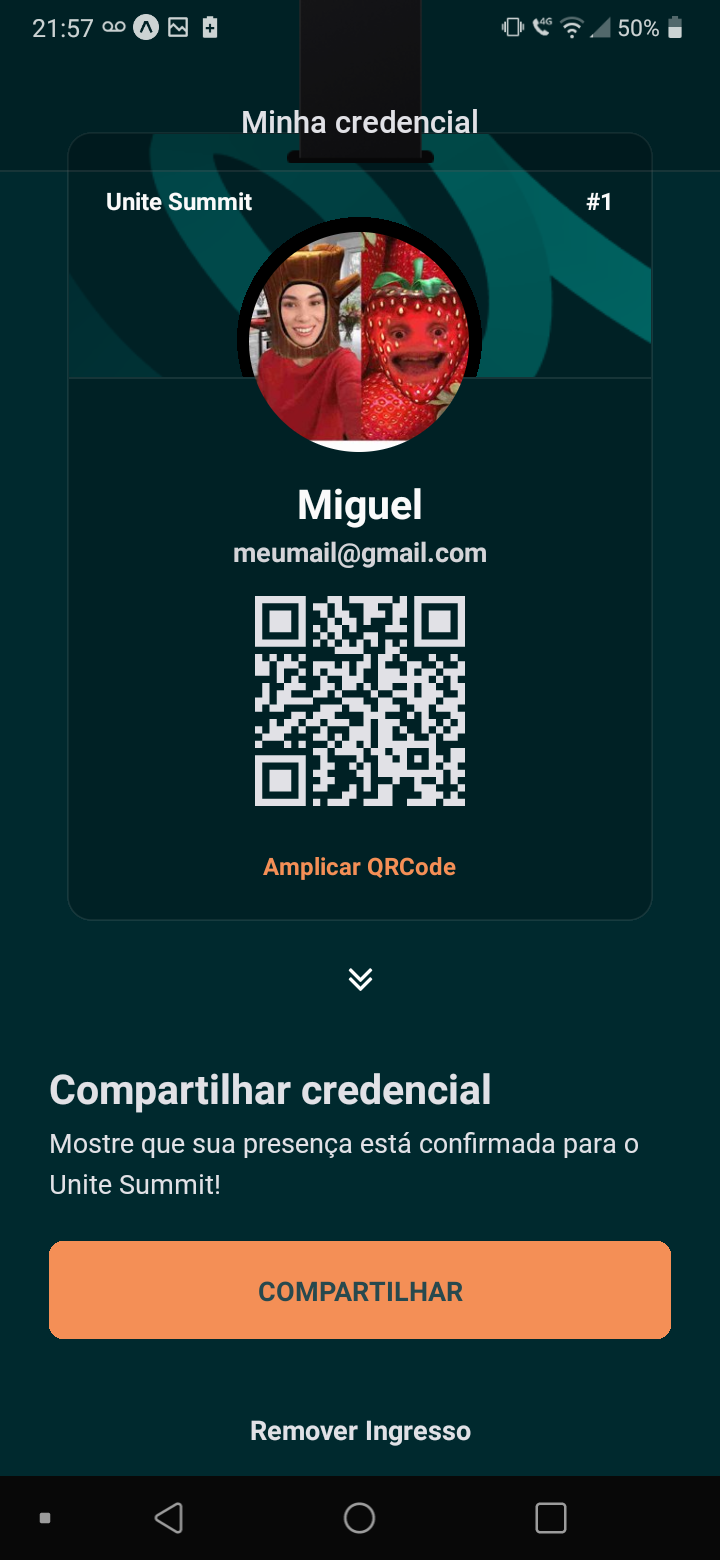 21:57
4G
50%
Minha credencial
Unite Summit
#1
Miguel
meumail@gmail.com
Amplicar QRCode
Compartilhar credencial
Mostre que sua presença está confirmada para o
Unite Summit!
COMPARTILHAR
Remover Ingresso